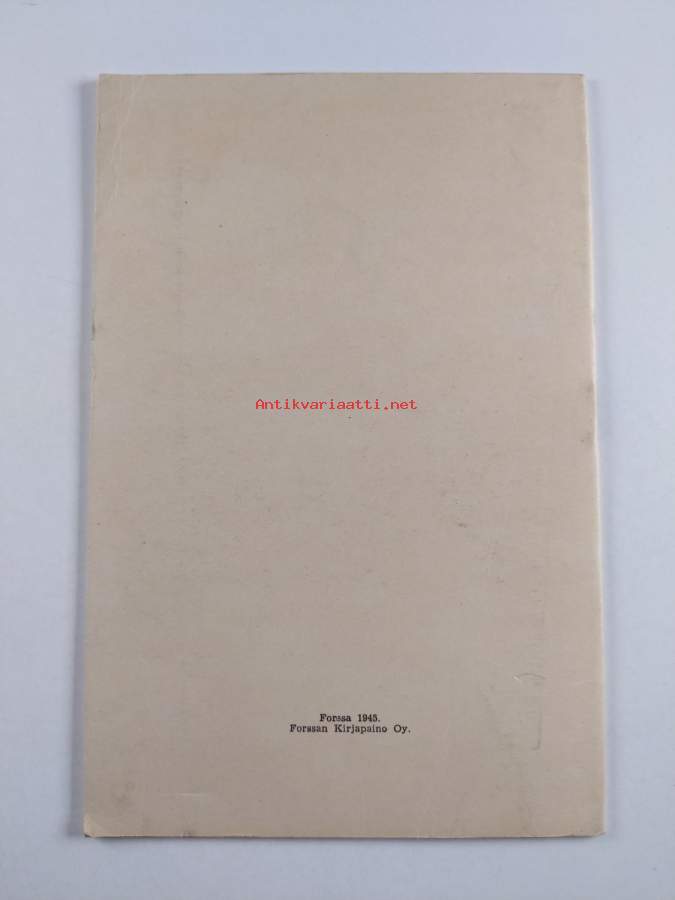 Antikvariaatti.net
Forssa 1945.
Forssan Kirjapaino Oy.